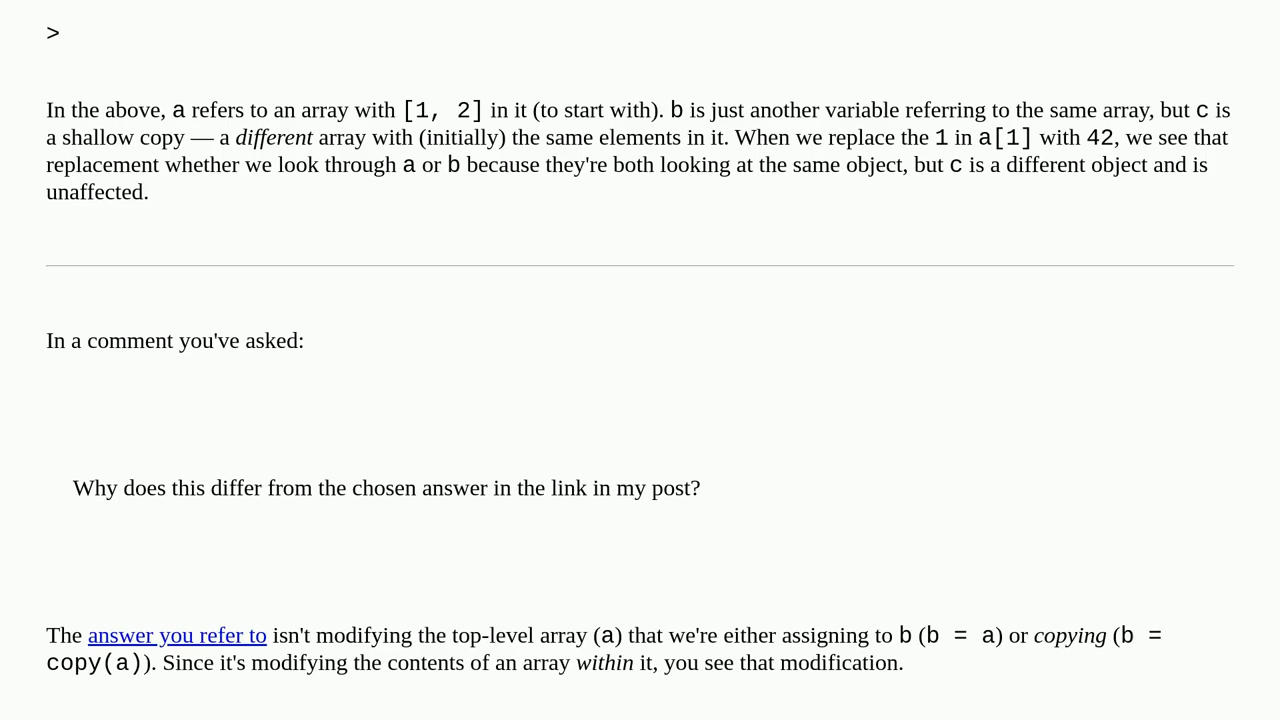 >
In the above, a refers to an array with [1, 2] in it (to start with). b is just another variable referring to the same array, but c is
a shallow copy — a different array with (initially) the same elements in it. When we replace the 1 in a[1] with 42, we see that
replacement whether we look through a or b because they're both looking at the same object, but c is a different object and is
unaffected.
In a comment you've asked:
Why does this differ from the chosen answer in the link in my post?
The answer you refer to isn't modifying the top-level array (a) that we're either assigning to b (b = a) or copying (b =
copy(a)). Since it's modifying the contents of an array within it, you see that modification.